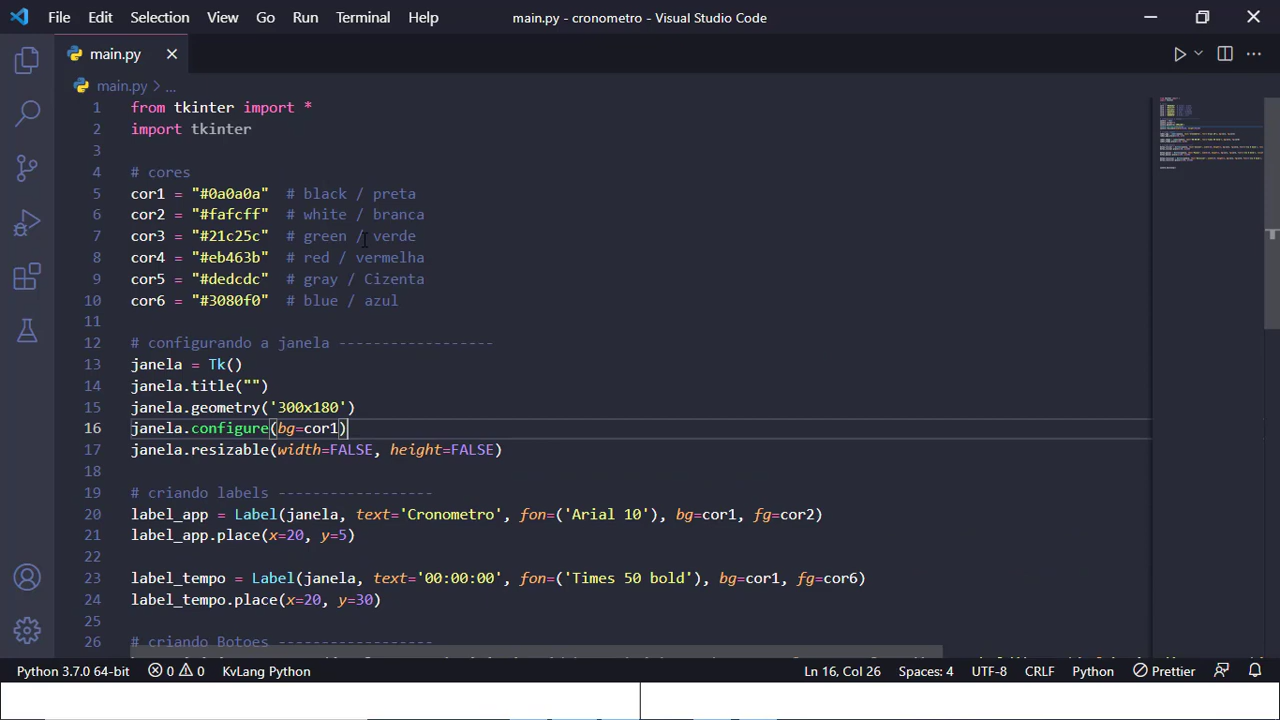 File Edit Selection View Go Run Terminal Help main.py - cronometro - Visual Studio Code
main.py
main.py > ...
1 from tkinter import *
2 import tkinter
3
4 # cores
5 cor1 = "#0a0a0a"  # black / preta
6 cor2 = "#fafcff"  # white / branca
7 cor3 = "#21c25c"  # green / verde
8 cor4 = "#eb463b"  # red / vermelha
9 cor5 = "#dedcdc"  # gray / Cizenta
10 cor6 = "#3080f0"  # blue / azul
11
12 # configurando a janela ------------------
13 janela = Tk()
14 janela.title("")
15 janela.geometry('300x180')
16 janela.configure(bg=cor1)
17 janela.resizable(width=FALSE, height=FALSE)
18
19 # criando labels ------------------
20 label_app = Label(janela, text='Cronometro', fon=('Arial 10'), bg=cor1, fg=cor2)
21 label_app.place(x=20, y=5)
22
23 label_tempo = Label(janela, text='00:00:00', fon=('Times 50 bold'), bg=cor1, fg=cor6)
24 label_tempo.place(x=20, y=30)
25
26 # criando Botoes ------------------
Python 3.7.0 64-bit 0 0 KvLang Python Ln 16, Col 26 Spaces: 4 UTF-8 CRLF Python Prettier